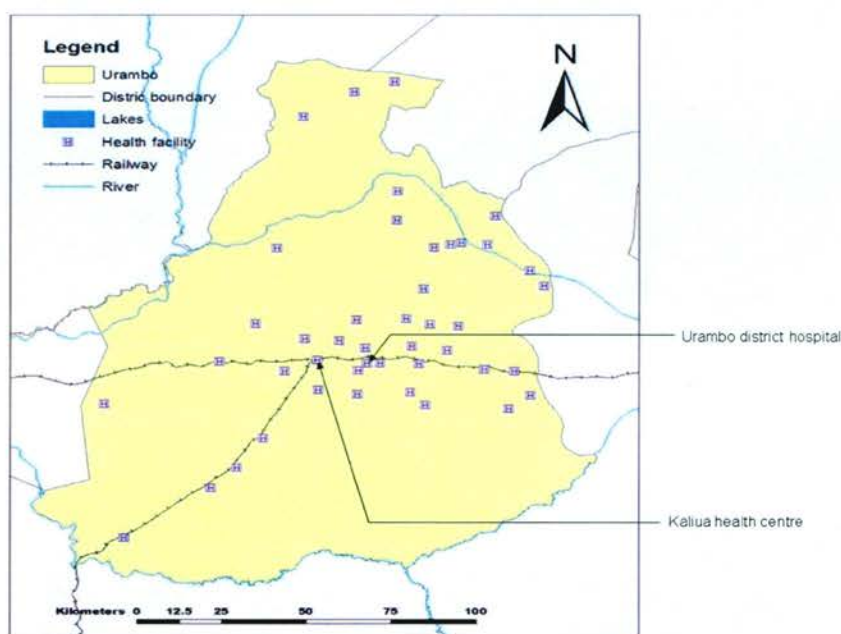 Legend
Urambo
Distric boundary
Lakes
Health facility
Railway
River
N
Urambo district hospital
Kaliua health centre
Kilometers 0 12.5 25 50 75 100